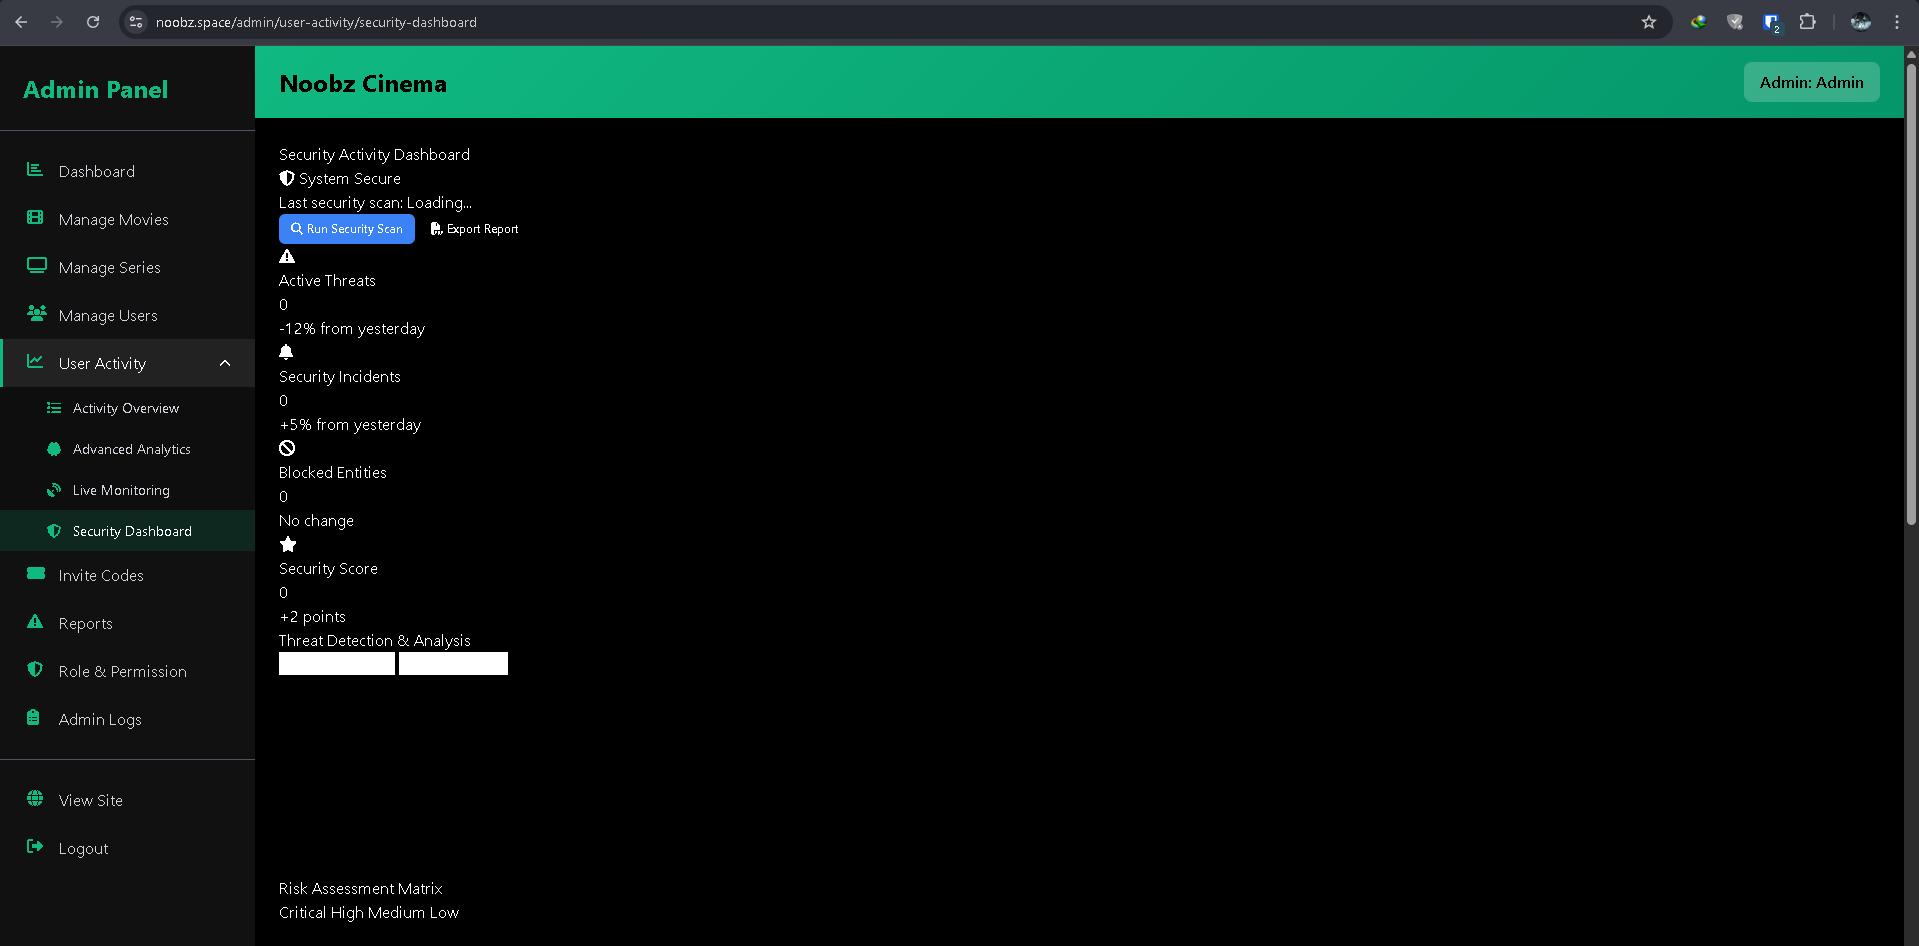 noobz.space/admin/user-activity/security-dashboard
2
Admin Panel
Noobz Cinema
Admin: Admin
Dashboard
Manage Movies
Manage Series
Manage Users
User Activity
Activity Overview
Advanced Analytics
Live Monitoring
Security Dashboard
Invite Codes
Reports
Role & Permission
Admin Logs
View Site
Logout
Security Activity Dashboard
System Secure
Last security scan: Loading...
Run Security Scan
Export Report
Active Threats
0
-12% from yesterday
Security Incidents
0
+5% from yesterday
Blocked Entities
0
No change
Security Score
0
+2 points
Threat Detection & Analysis
Risk Assessment Matrix
Critical High Medium Low